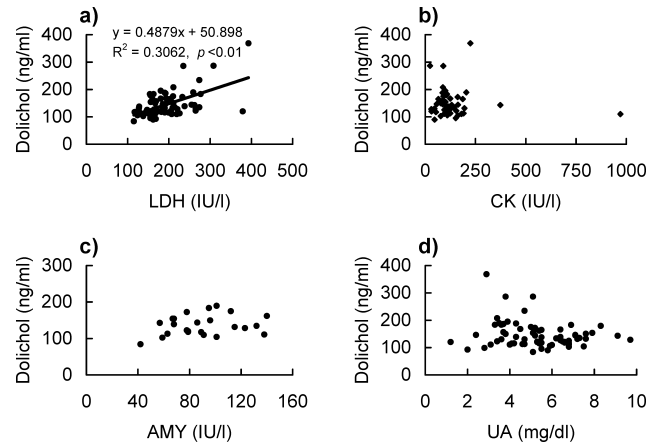 a)
y = 0.4879x + 50.898
R² = 0.3062, p <0.01
Dolichol (ng/ml)
400
300
200
100
0
0 100 200 300 400 500
LDH (IU/l)
b)
Dolichol (ng/ml)
400
300
200
100
0
0 250 500 750 1000
CK (IU/l)
c)
Dolichol (ng/ml)
300
200
100
0
0 40 80 120 160
AMY (IU/l)
d)
Dolichol (ng/ml)
400
300
200
100
0
0 2 4 6 8 10
UA (mg/dl)